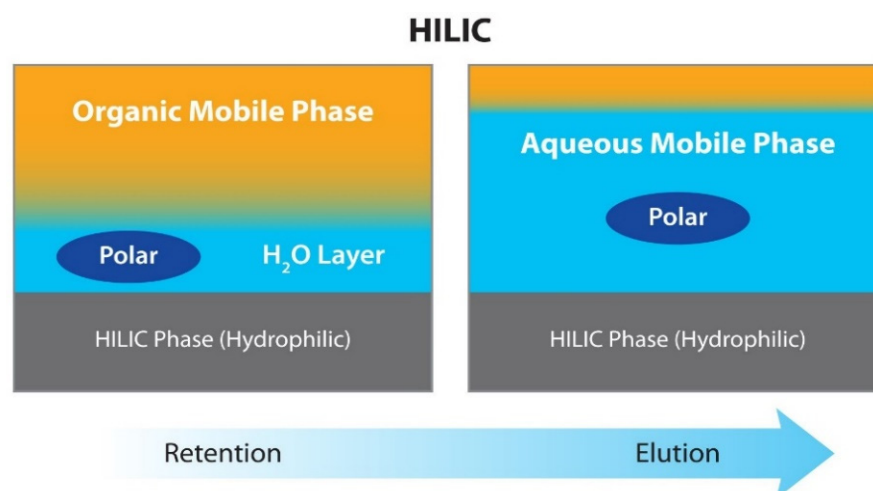 HILIC
Organic Mobile Phase
Polar
H₂O Layer
HILIC Phase (Hydrophilic)
Aqueous Mobile Phase
Polar
HILIC Phase (Hydrophilic)
Retention
Elution